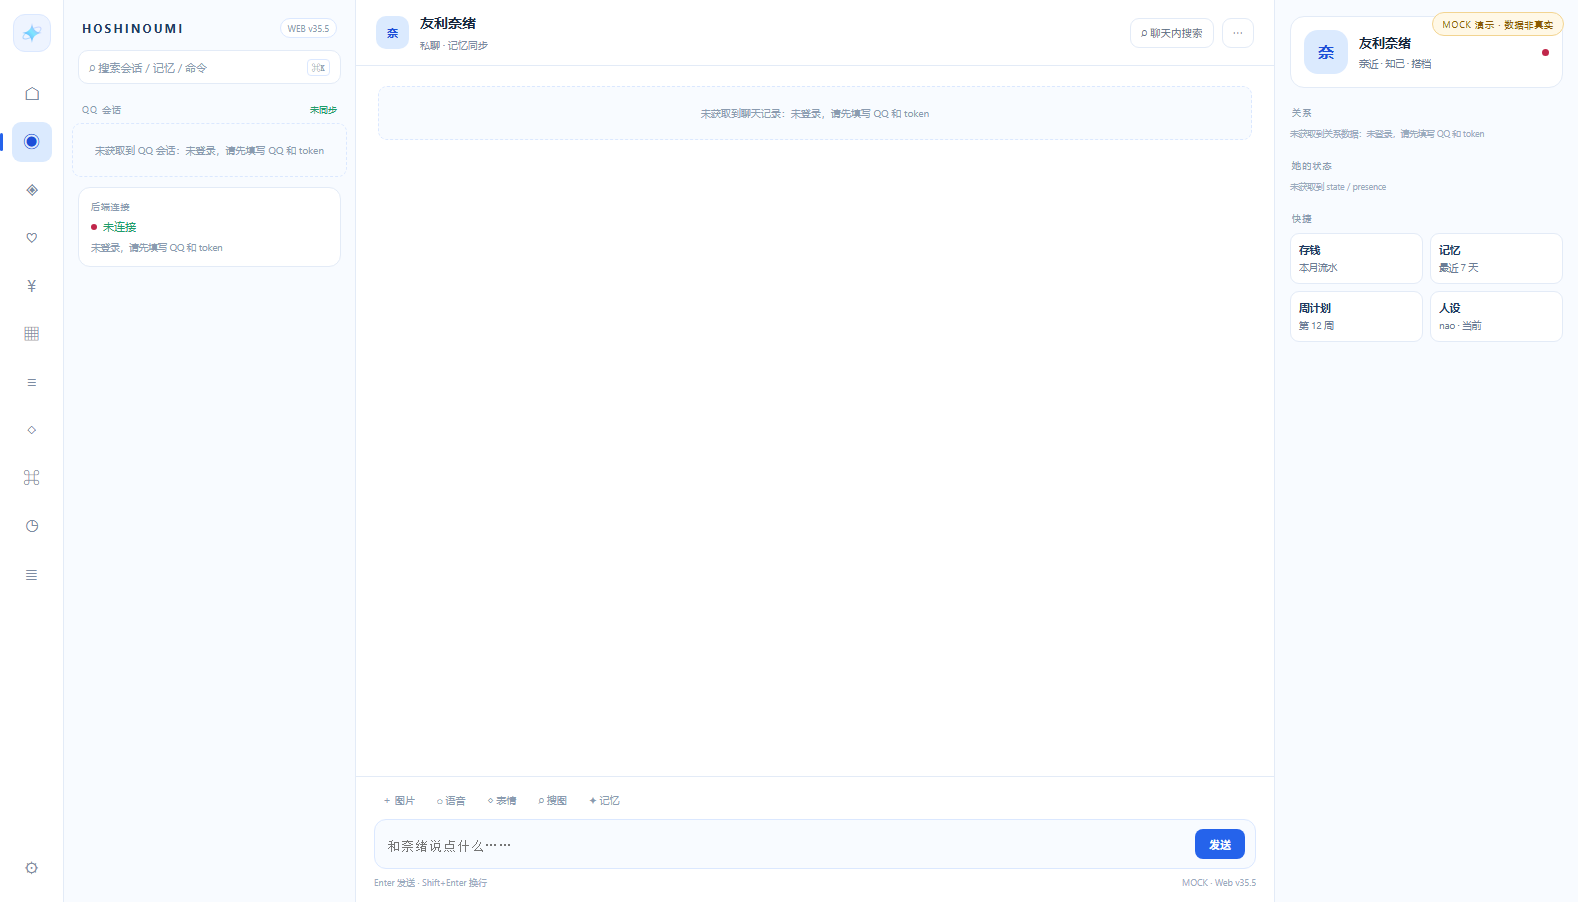 HOSHINOUMI
WEB v35.5
搜索会话 / 记忆 / 命令
⌘K
QQ 会话
未同步
未获取到 QQ 会话：未登录，请先填写 QQ 和 token
后端连接
未连接
未登录，请先填写 QQ 和 token
奈
友利奈绪
私聊 · 记忆同步
聊天内搜索
···
未获取到聊天记录：未登录，请先填写 QQ 和 token
+ 图片
语音
表情
搜图
记忆
和奈绪说点什么……
发送
Enter 发送 · Shift+Enter 换行
MOCK · Web v35.5
MOCK 演示 · 数据非真实
奈
友利奈绪
亲近 · 知己 · 搭档
关系
未获取到关系数据：未登录，请先填写 QQ 和 token
她的状态
未获取到 state / presence
快捷
存钱
本月流水
记忆
最近 7 天
周计划
第 12 周
人设
nao · 当前
¥